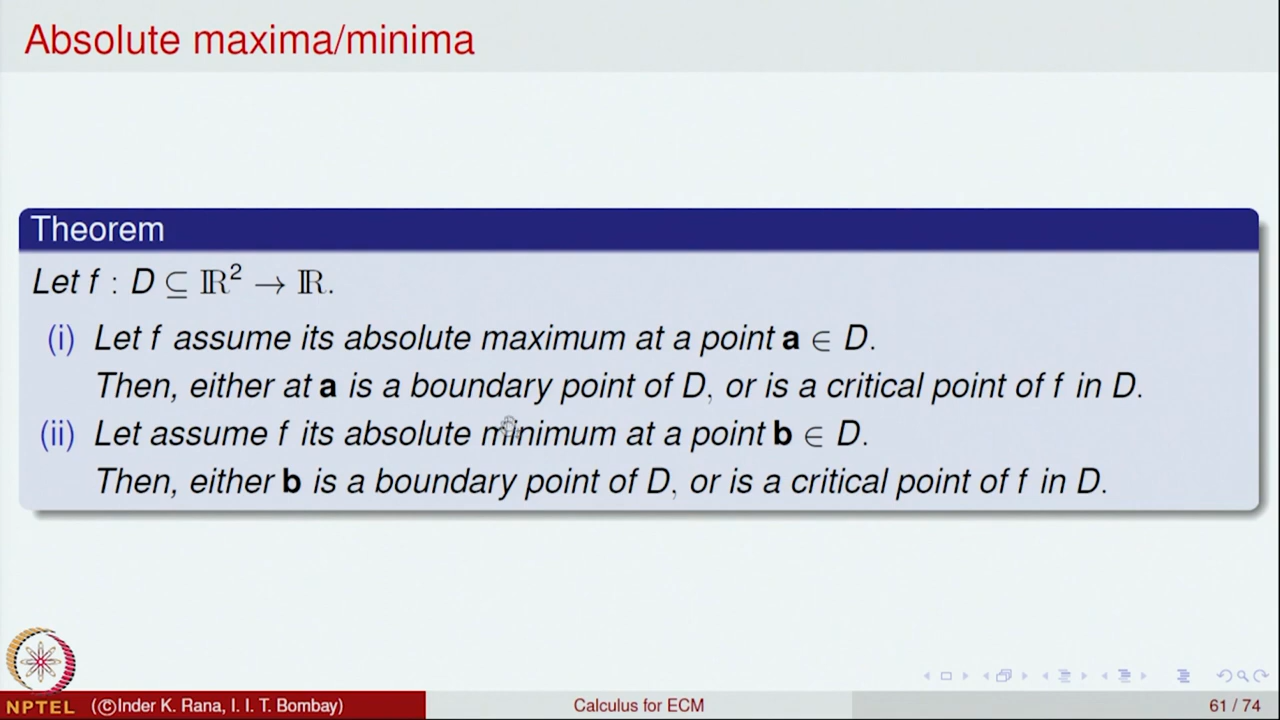 Absolute maxima/minima
Theorem
Let f : D ⊆ ℝ² → ℝ.
(i) Let f assume its absolute maximum at a point a ∈ D.
Then, either at a is a boundary point of D, or is a critical point of f in D.
(ii) Let assume f its absolute minimum at a point b ∈ D.
Then, either b is a boundary point of D, or is a critical point of f in D.
NPTEL (©Inder K. Rana, I. I. T. Bombay) Calculus for ECM 61 / 74